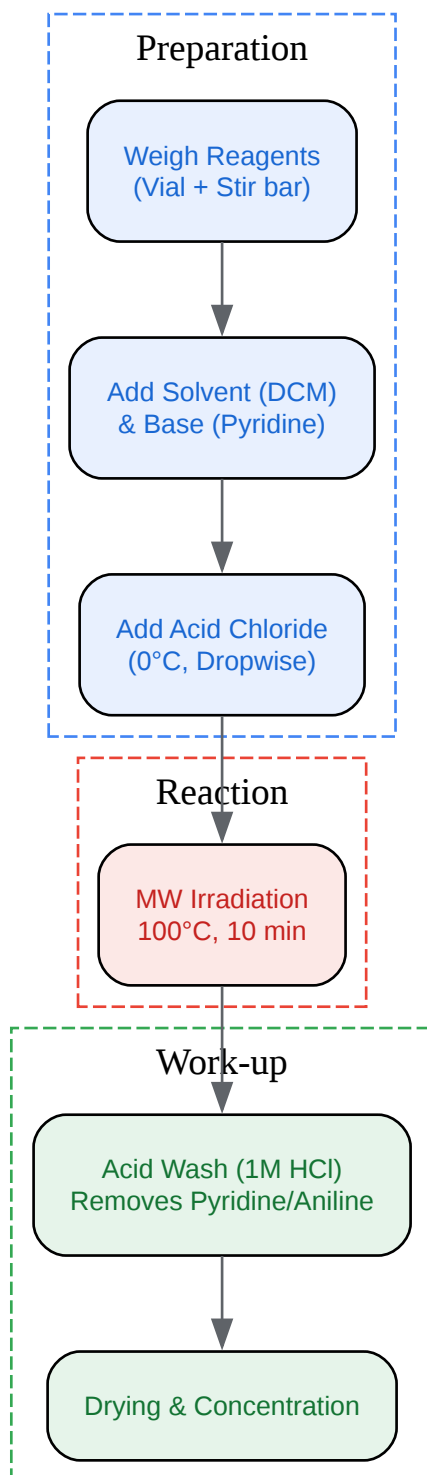 Preparation
Weigh Reagents
(Vial + Stir bar)
Add Solvent (DCM)
& Base (Pyridine)
Add Acid Chloride
(0°C, Dropwise)
Reaction
MW Irradiation
100°C, 10 min
Work-up
Acid Wash (1M HCl)
Removes Pyridine/Aniline
Drying & Concentration